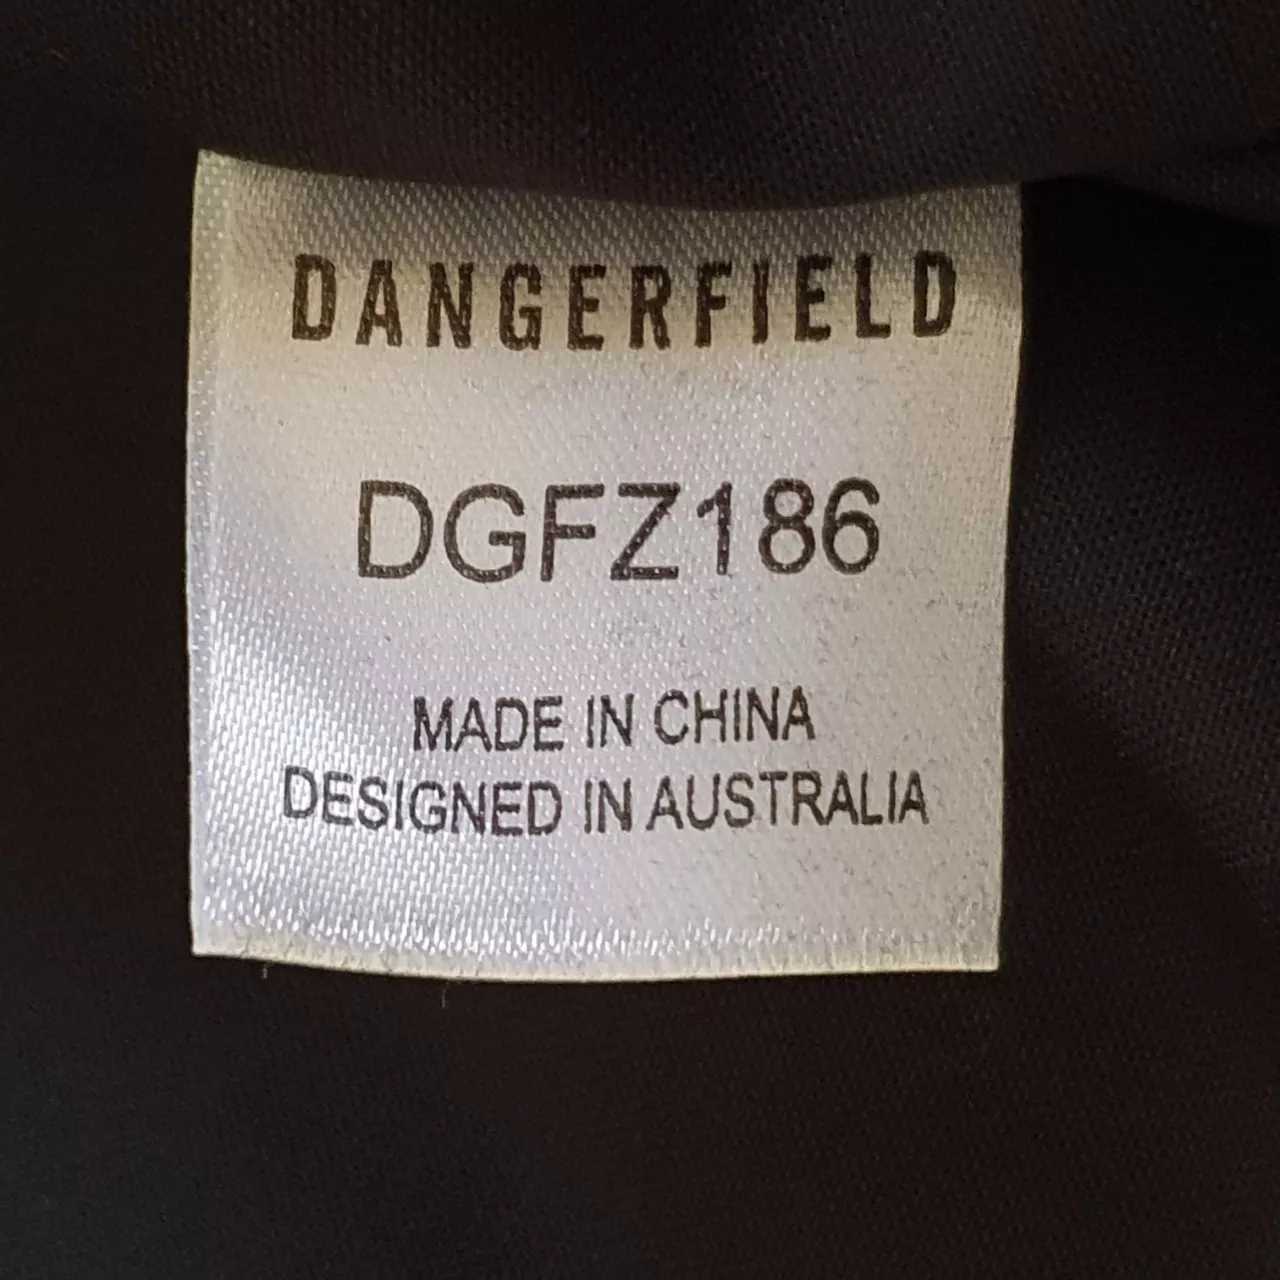 DANGERFIELD
DGFZ186
MADE IN CHINA
DESIGNED IN AUSTRALIA